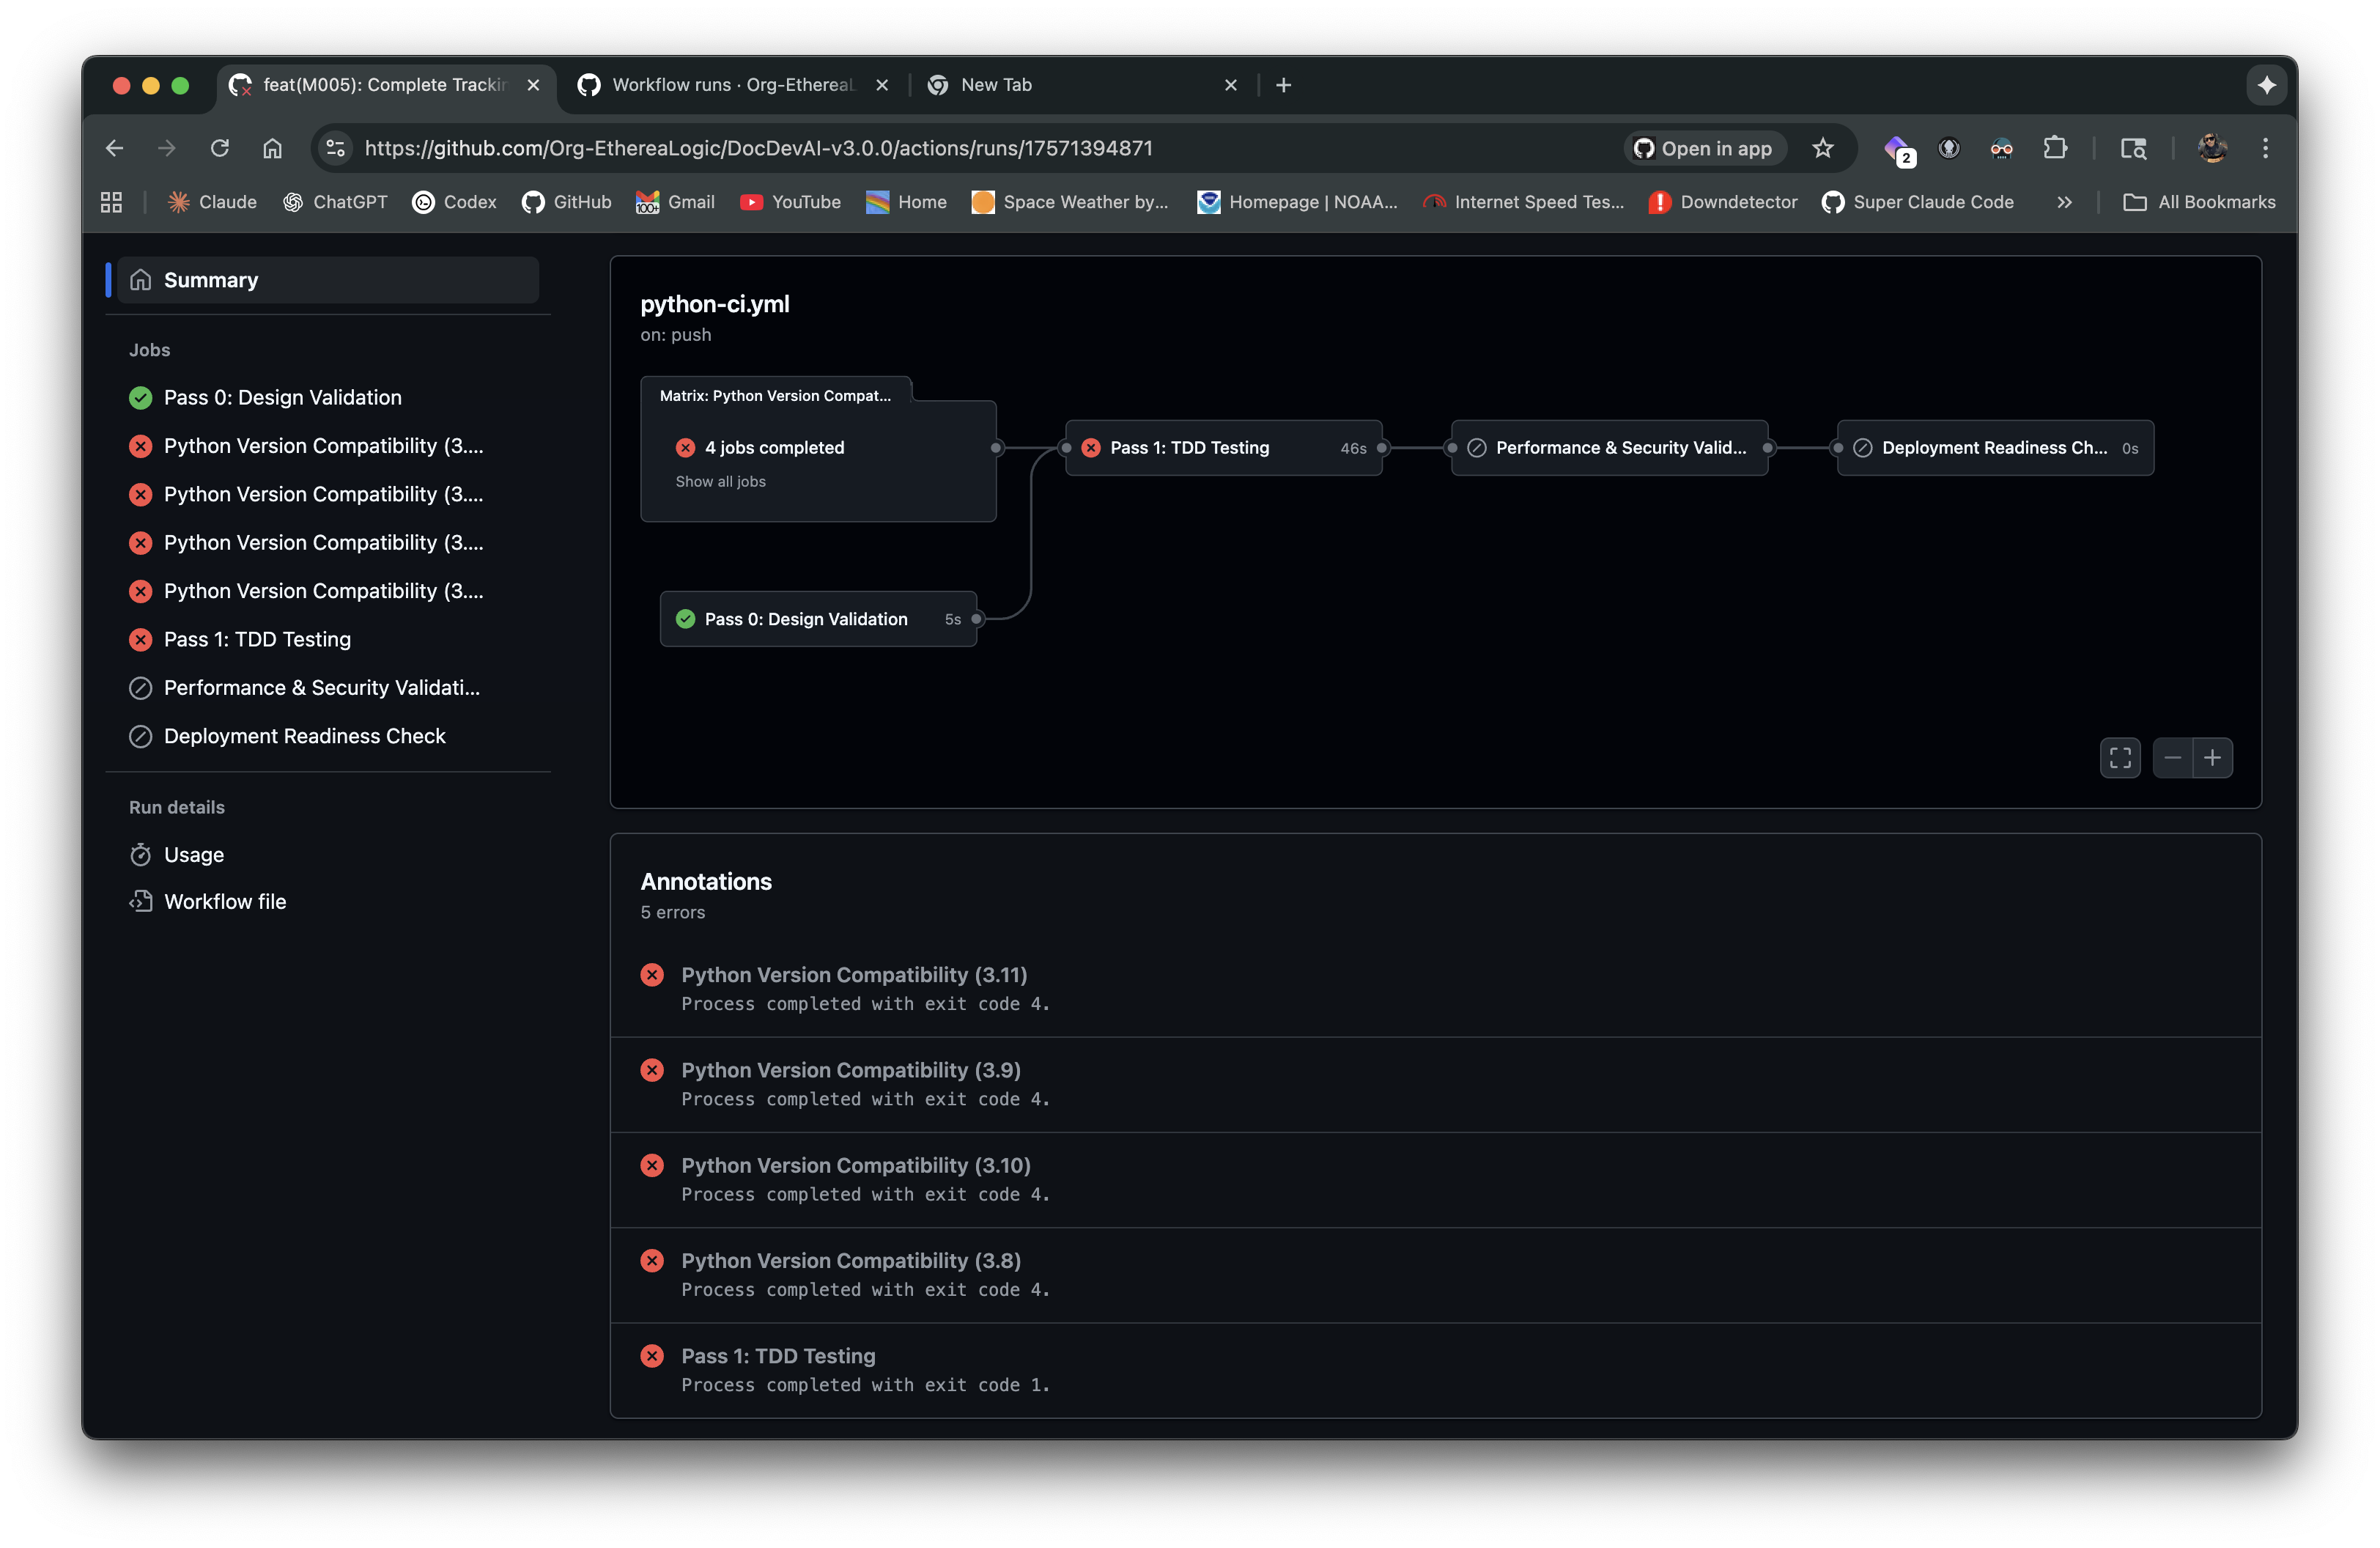 feat(M005): Complete Trackin
Workflow runs · Org-Ethereal
New Tab
https://github.com/Org-EthereaLogic/DocDevAI-v3.0.0/actions/runs/17571394871
Open in app
2
Claude
ChatGPT
Codex
GitHub
100+
Gmail
YouTube
Home
Space Weather by...
Homepage | NOAA...
Internet Speed Tes...
Downdetector
Super Claude Code
All Bookmarks
Summary
Jobs
Pass 0: Design Validation
Python Version Compatibility (3....
Python Version Compatibility (3....
Python Version Compatibility (3....
Python Version Compatibility (3....
Pass 1: TDD Testing
Performance & Security Validati...
Deployment Readiness Check
Run details
Usage
Workflow file
python-ci.yml
on: push
Matrix: Python Version Compat...
4 jobs completed
Show all jobs
Pass 1: TDD Testing 46s
Performance & Security Valid...
Deployment Readiness Ch... 0s
Pass 0: Design Validation 5s
Annotations
5 errors
Python Version Compatibility (3.11)
Process completed with exit code 4.
Python Version Compatibility (3.9)
Process completed with exit code 4.
Python Version Compatibility (3.10)
Process completed with exit code 4.
Python Version Compatibility (3.8)
Process completed with exit code 4.
Pass 1: TDD Testing
Process completed with exit code 1.